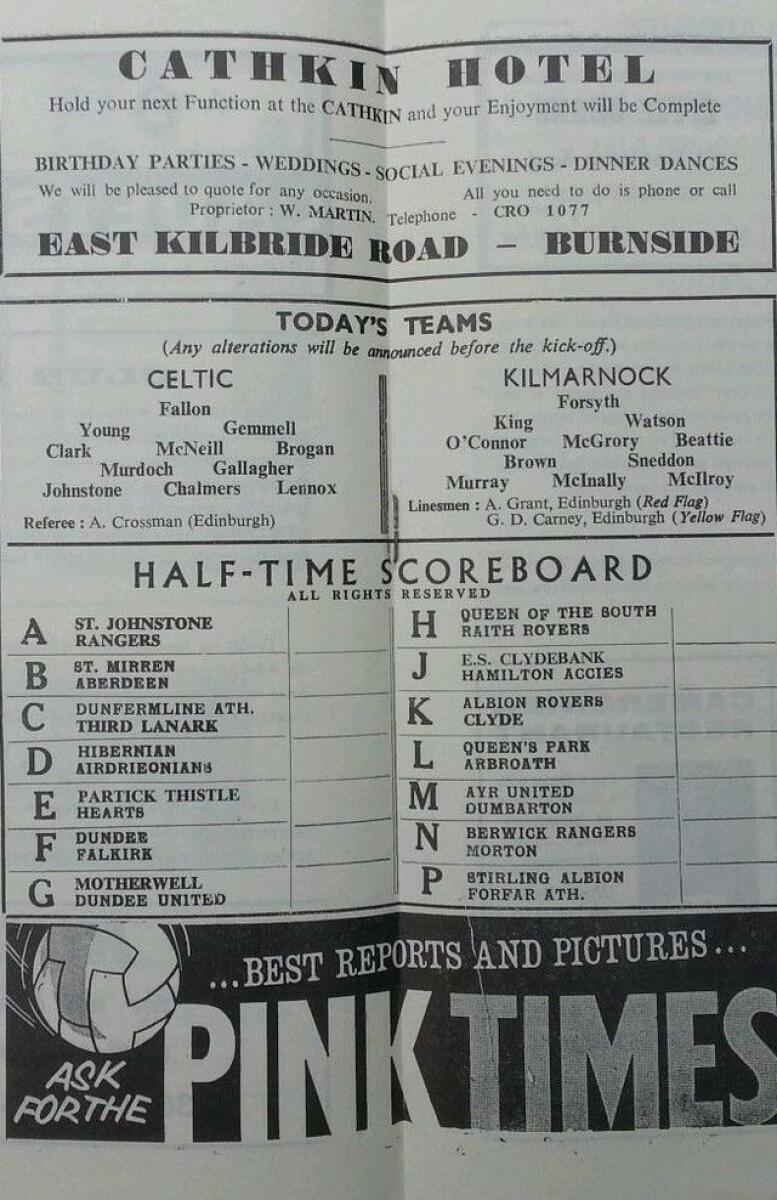 CATHKIN HOTEL
Hold your next Function at the CATHKIN and your Enjoyment will be Complete
BIRTHDAY PARTIES - WEDDINGS - SOCIAL EVENINGS - DINNER DANCES
We will be pleased to quote for any occasion. All you need to do is phone or call
Proprietor : W. MARTIN. Telephone - CRO 1077
EAST KILBRIDE ROAD – BURNSIDE
TODAY'S TEAMS
(Any alterations will be announced before the kick-off.)
CELTIC
Fallon
Young Gemmell
Clark McNeill Brogan
Murdoch Gallagher
Johnstone Chalmers Lennox
Referee : A. Crossman (Edinburgh)
KILMARNOCK
Forsyth
King Watson
O'Connor McGrory Beattie
Brown Sneddon
Murray McInally McIlroy
Linesmen : A. Grant, Edinburgh (Red Flag)
G. D. Carney, Edinburgh (Yellow Flag)
HALF-TIME SCOREBOARD
ALL RIGHTS RESERVED
A ST. JOHNSTONE
RANGERS
B ST. MIRREN
ABERDEEN
C DUNFERMLINE ATH.
THIRD LANARK
D HIBERNIAN
AIRDRIEONIANS
E PARTICK THISTLE
HEARTS
F DUNDEE
FALKIRK
G MOTHERWELL
DUNDEE UNITED
H QUEEN OF THE SOUTH
RAITH ROVERS
J E.S. CLYDEBANK
HAMILTON ACCIES
K ALBION ROVERS
CLYDE
L QUEEN'S PARK
ARBROATH
M AYR UNITED
DUMBARTON
N BERWICK RANGERS
MORTON
P STIRLING ALBION
FORFAR ATH.
...BEST REPORTS AND PICTURES...
ASK
FOR THE
PINK TIMES